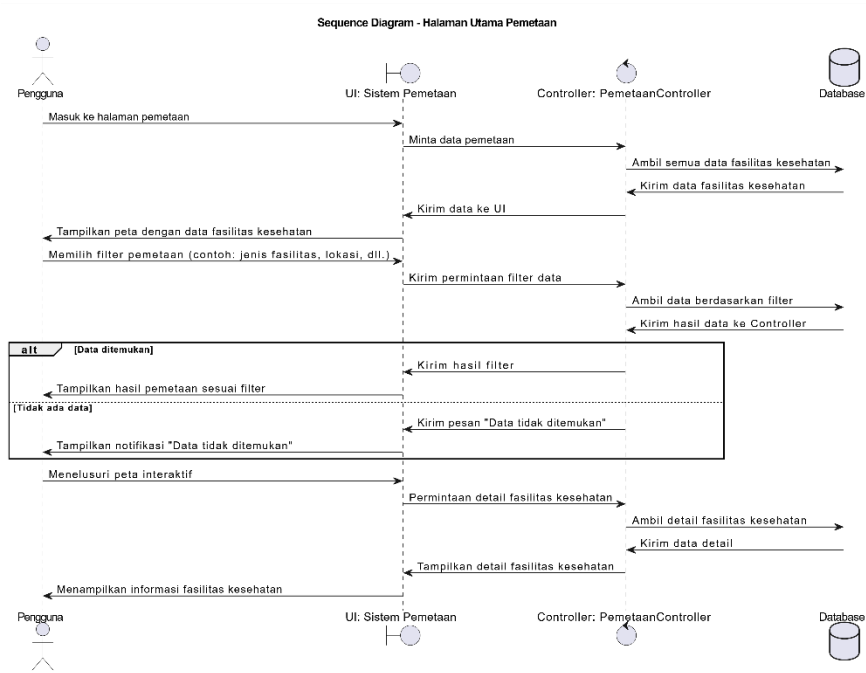 Sequence Diagram - Halaman Utama Pemetaan
Pengguna
UI: Sistem Pemetaan
Controller: PemetaanController
Database
Masuk ke halaman pemetaan
Minta data pemetaan
Ambil semua data fasilitas kesehatan
Kirim data fasilitas kesehatan
Kirim data ke UI
Tampilkan peta dengan data fasilitas kesehatan
Memilih filter pemetaan (contoh: jenis fasilitas, lokasi, dll.)
Kirim permintaan filter data
Ambil data berdasarkan filter
Kirim hasil data ke Controller
alt [Data ditemukan]
Kirim hasil filter
Tampilkan hasil pemetaan sesuai filter
[Tidak ada data]
Kirim pesan "Data tidak ditemukan"
Tampilkan notifikasi "Data tidak ditemukan"
Menelusuri peta interaktif
Permintaan detail fasilitas kesehatan
Ambil detail fasilitas kesehatan
Kirim data detail
Tampilkan detail fasilitas kesehatan
Menampilkan informasi fasilitas kesehatan
Pengguna
UI: Sistem Pemetaan
Controller: PemetaanController
Database